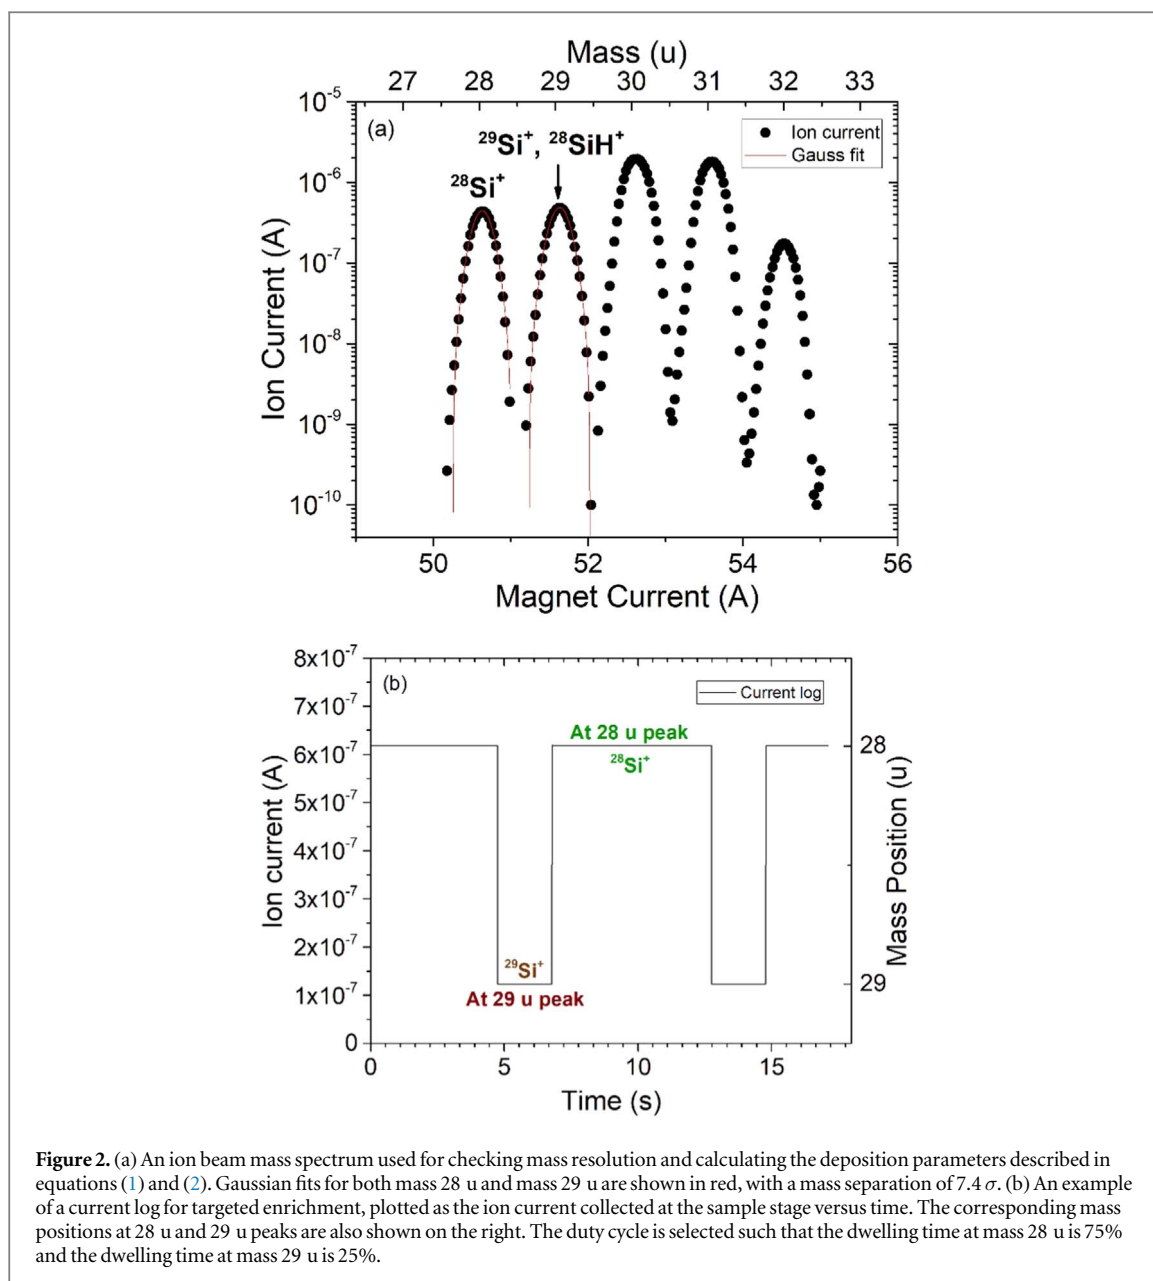 Mass (u)
27 28 29 30 31 32 33
10⁻⁵
(a)
²⁹Si⁺, ²⁸SiH⁺
²⁸Si⁺
Ion current
Gauss fit
10⁻⁶
10⁻⁷
10⁻⁸
10⁻⁹
10⁻¹⁰
Ion Current (A)
50 52 54 56
Magnet Current (A)
8x10⁻⁷
(b)
Current log
7x10⁻⁷
6x10⁻⁷
5x10⁻⁷
4x10⁻⁷
3x10⁻⁷
2x10⁻⁷
1x10⁻⁷
0
Ion current (A)
At 28 u peak
²⁸Si⁺
²⁹Si⁺
At 29 u peak
28
29
Mass Position (u)
0 5 10 15
Time (s)
Figure 2. (a) An ion beam mass spectrum used for checking mass resolution and calculating the deposition parameters described in
equations (1) and (2). Gaussian fits for both mass 28 u and mass 29 u are shown in red, with a mass separation of 7.4 σ. (b) An example
of a current log for targeted enrichment, plotted as the ion current collected at the sample stage versus time. The corresponding mass
positions at 28 u and 29 u peaks are also shown on the right. The duty cycle is selected such that the dwelling time at mass 28 u is 75%
and the dwelling time at mass 29 u is 25%.